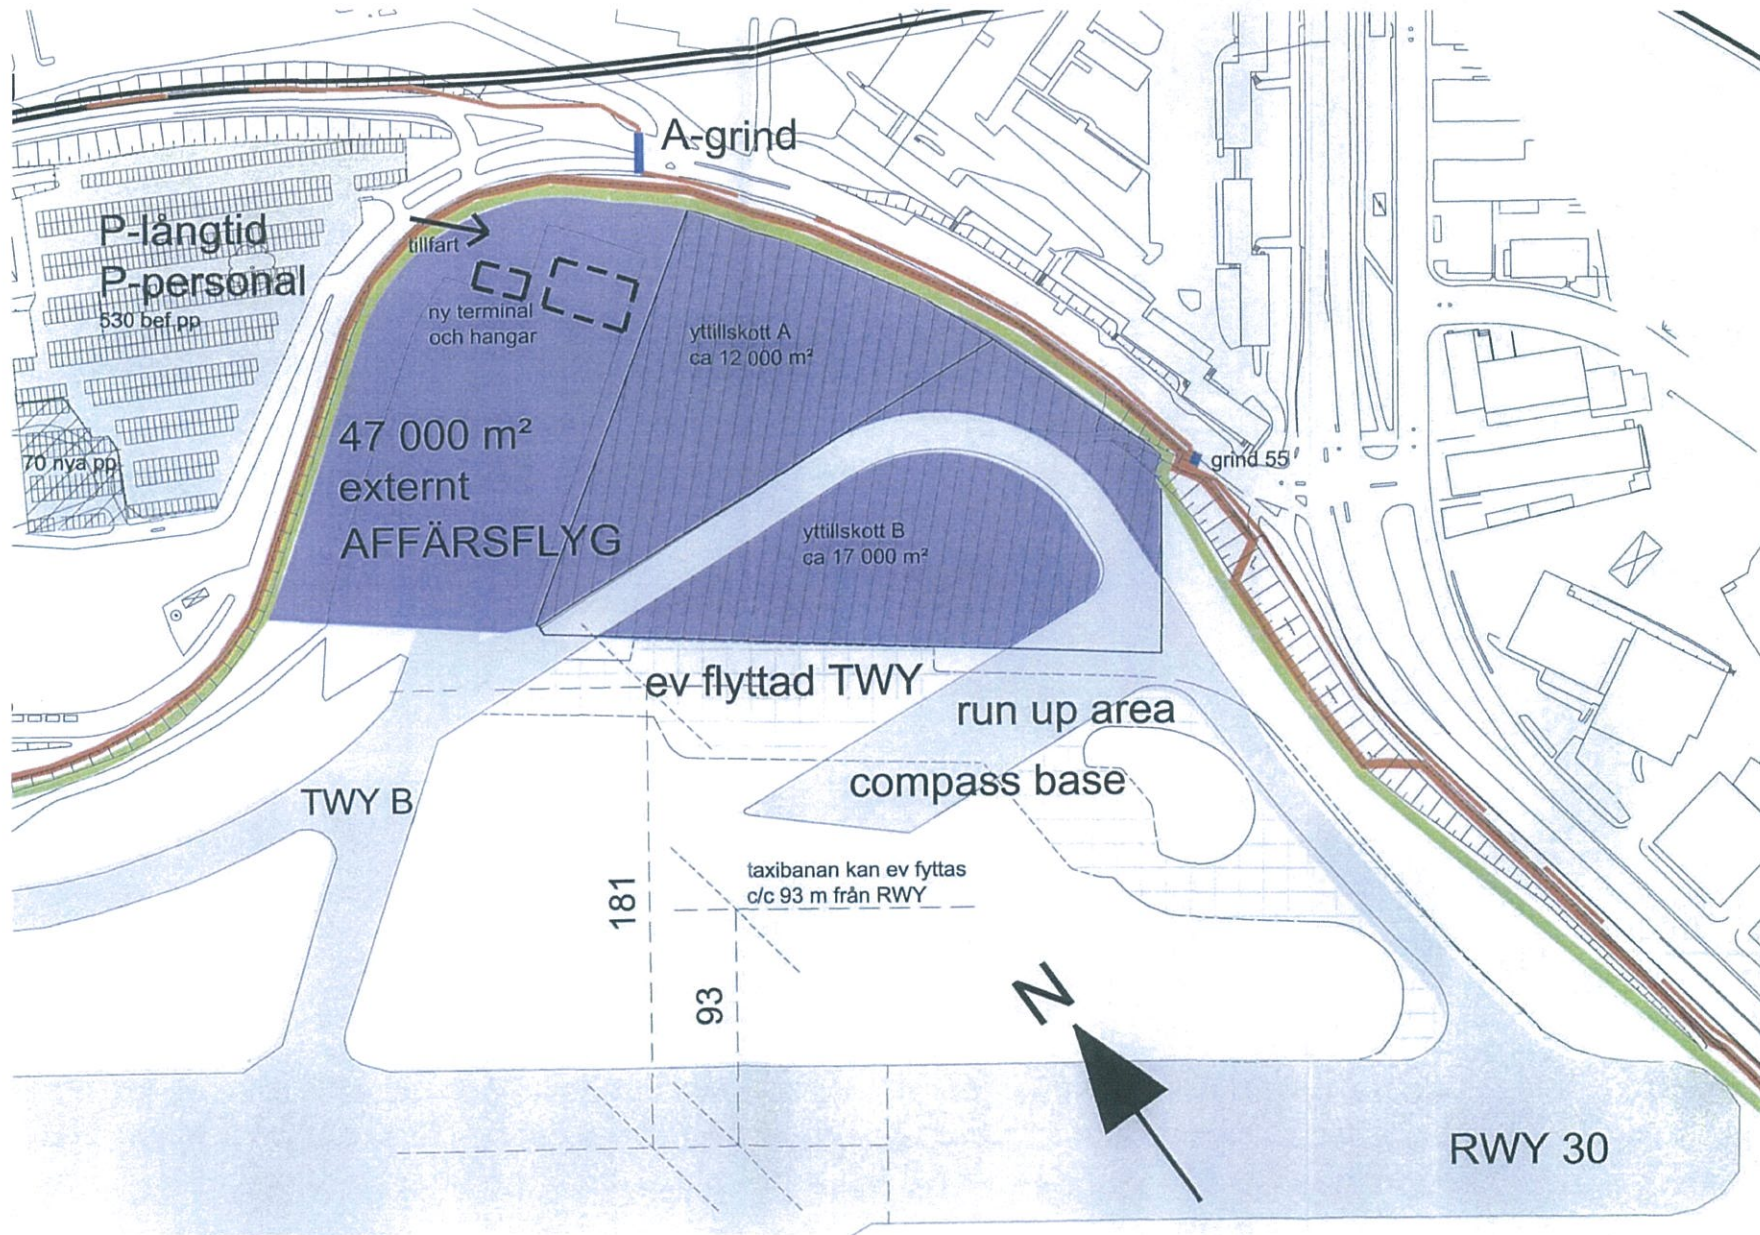 A-grind
P-långtid
P-personal
530 bef pp
tillfart
ny terminal
och hangar
yttillskott A
ca 12 000 m²
47 000 m²
externt
AFFÄRSFLYG
70 nya pp
grind 55
yttillskott B
ca 17 000 m²
ev flyttad TWY
run up area
compass base
TWY B
taxibanan kan ev fyttas
c/c 93 m från RWY
181
93
N
RWY 30